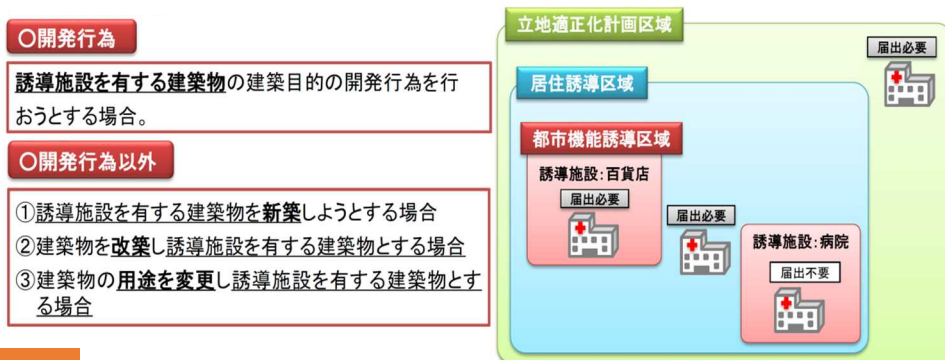 〇開発行為
誘導施設を有する建築物の建築目的の開発行為を行
おうとする場合。
〇開発行為以外
①誘導施設を有する建築物を新築しようとする場合
②建築物を改築し誘導施設を有する建築物とする場合
③建築物の用途を変更し誘導施設を有する建築物とす
る場合
立地適正化計画区域
届出必要
居住誘導区域
都市機能誘導区域
誘導施設:百貨店
届出必要
届出必要
誘導施設:病院
届出不要